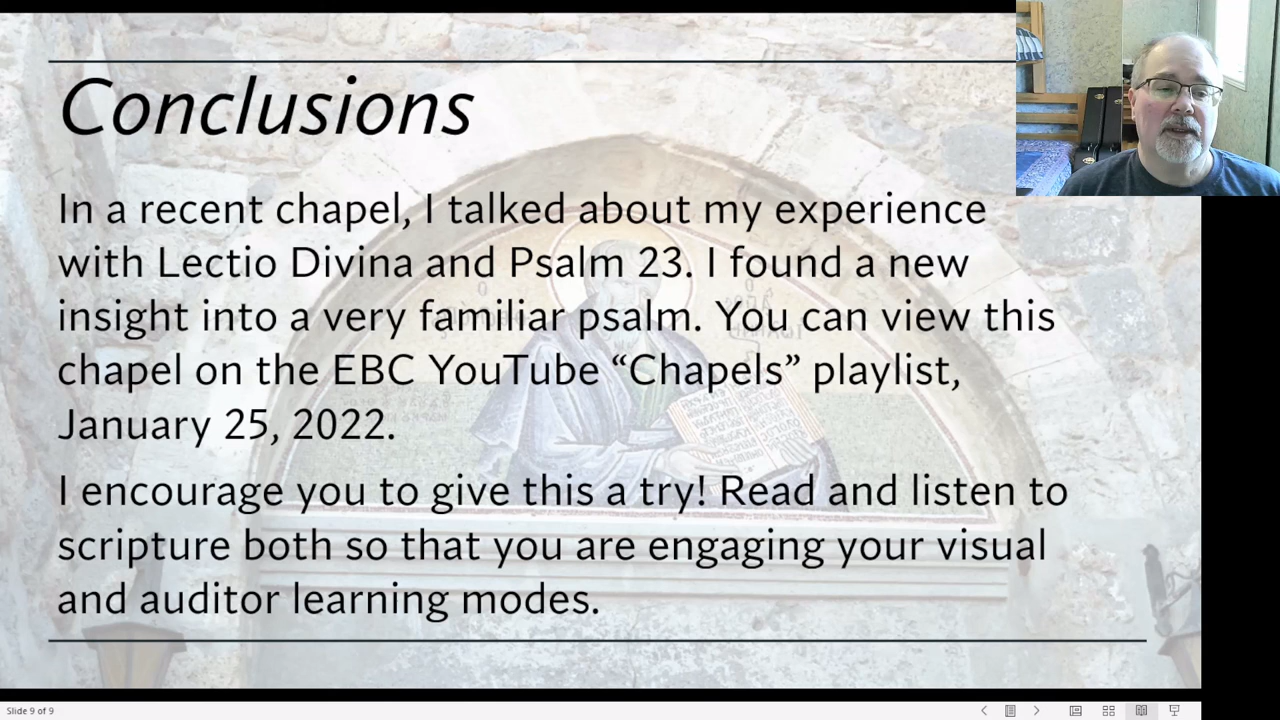 Conclusions
In a recent chapel, I talked about my experience
with Lectio Divina and Psalm 23. I found a new
insight into a very familiar psalm. You can view this
chapel on the EBC YouTube “Chapels” playlist,
January 25, 2022.
I encourage you to give this a try! Read and listen to
scripture both so that you are engaging your visual
and auditor learning modes.
Slide 9 of 9